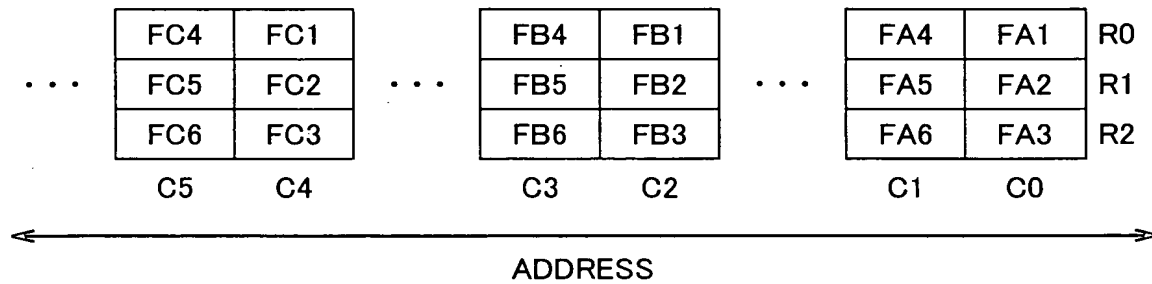 FC4 FC1 FB4 FB1 FA4 FA1 R0
··· FC5 FC2 ··· FB5 FB2 ··· FA5 FA2 R1
FC6 FC3 FB6 FB3 FA6 FA3 R2
C5 C4 C3 C2 C1 C0
ADDRESS